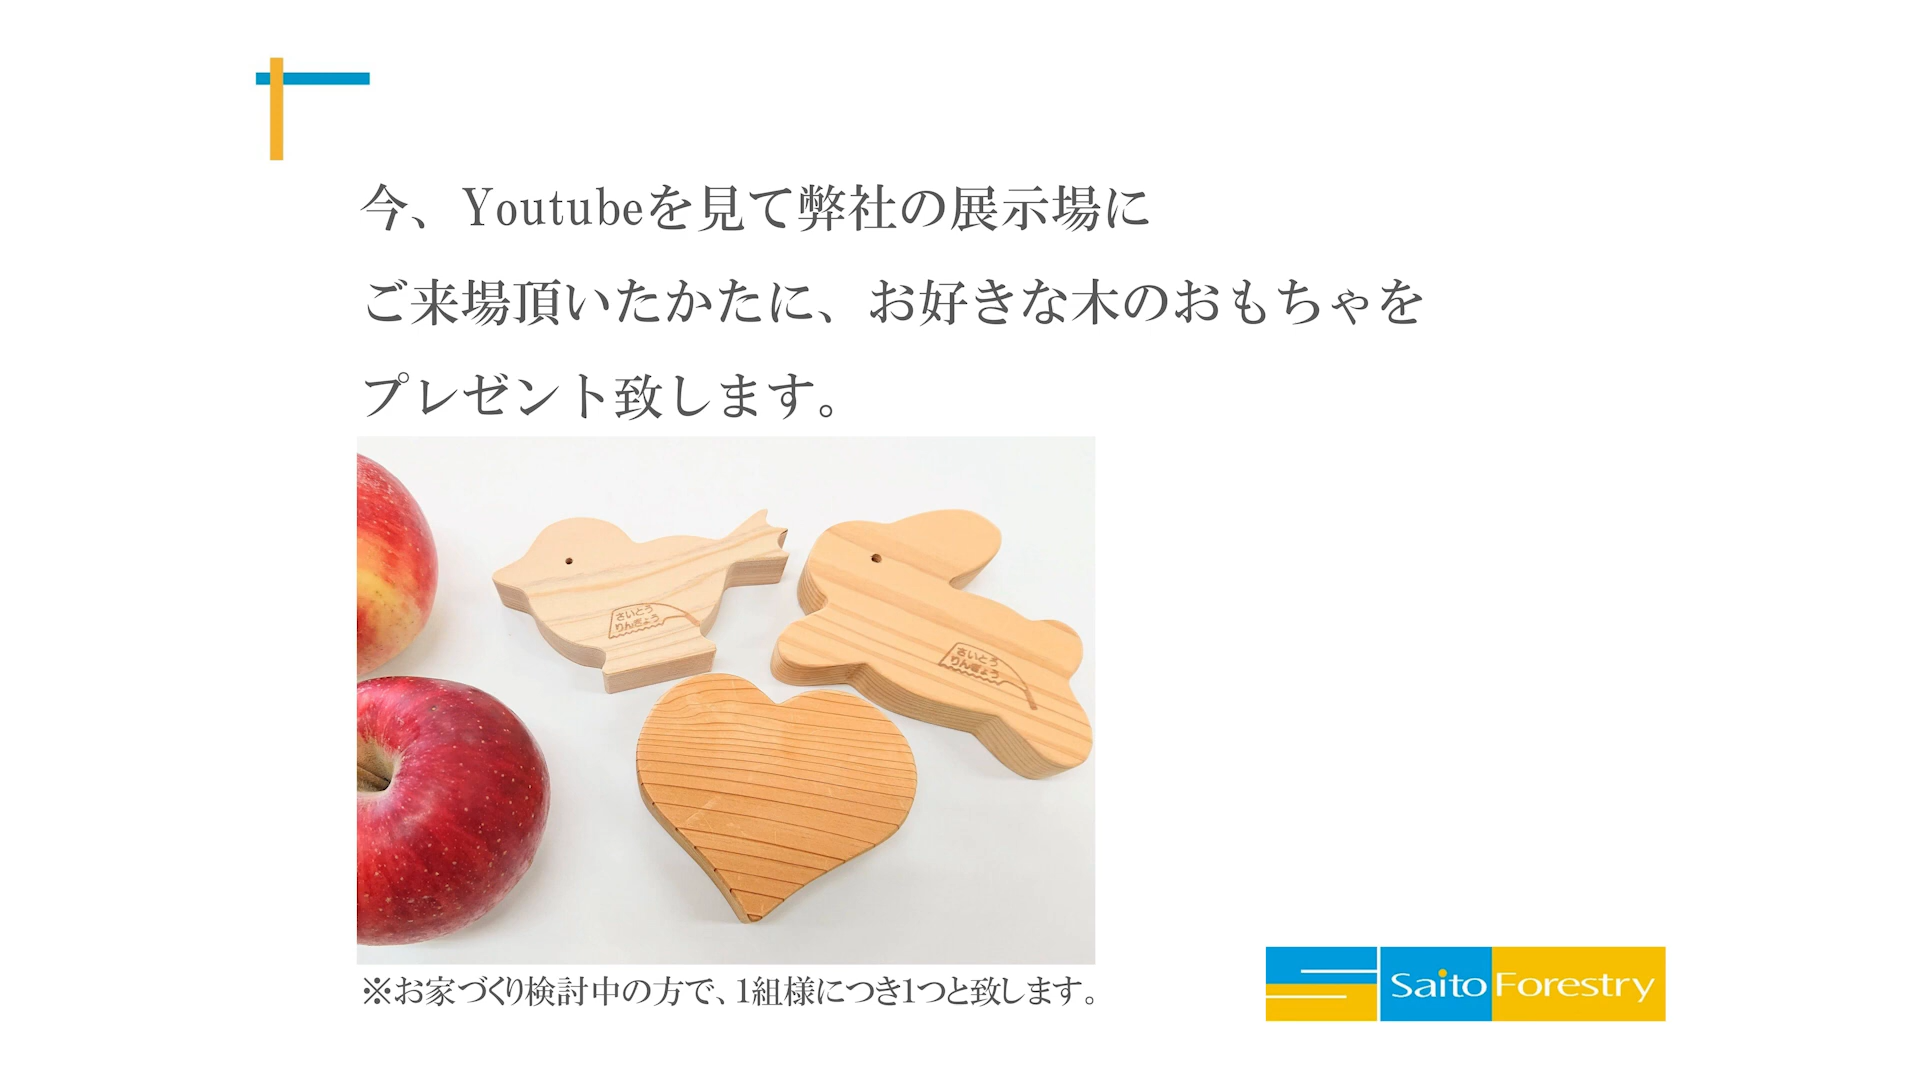 今、Youtubeを見て弊社の展示場に
ご来場頂いたかたに、お好きな木のおもちゃを
プレゼント致します。
さいとう
りんぎょう
さいとう
りんぎょう
※お家づくり検討中の方で、1組様につき1つと致します。
Saito Forestry